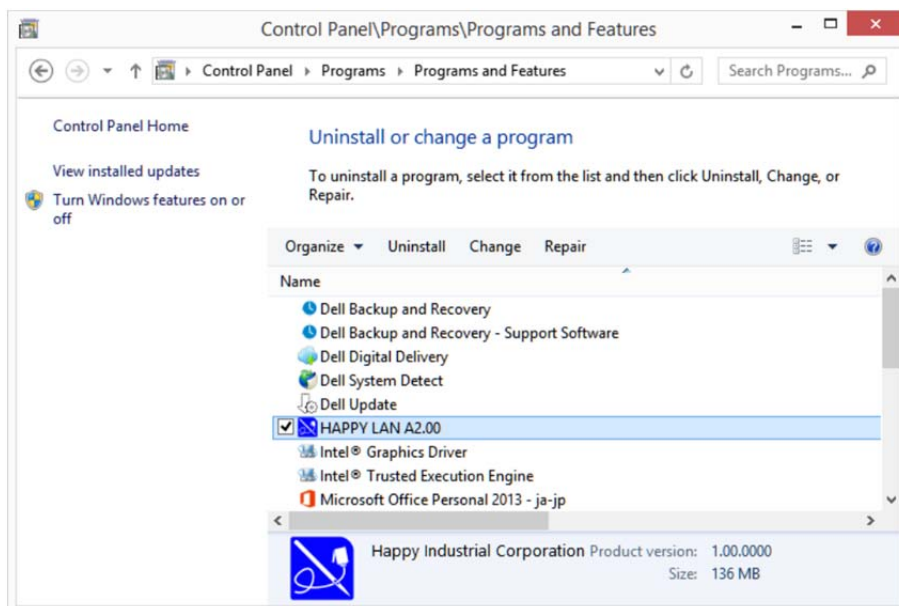 Control Panel\Programs\Programs and Features
Control Panel Programs Programs and Features
Search Programs...
Control Panel Home
View installed updates
Turn Windows features on or
off
Uninstall or change a program
To uninstall a program, select it from the list and then click Uninstall, Change, or
Repair.
Organize Uninstall Change Repair
Name
Dell Backup and Recovery
Dell Backup and Recovery - Support Software
Dell Digital Delivery
Dell System Detect
Dell Update
HAPPY LAN A2.00
Intel® Graphics Driver
Intel® Trusted Execution Engine
Microsoft Office Personal 2013 - ja-jp
Happy Industrial Corporation Product version: 1.00.0000
Size: 136 MB